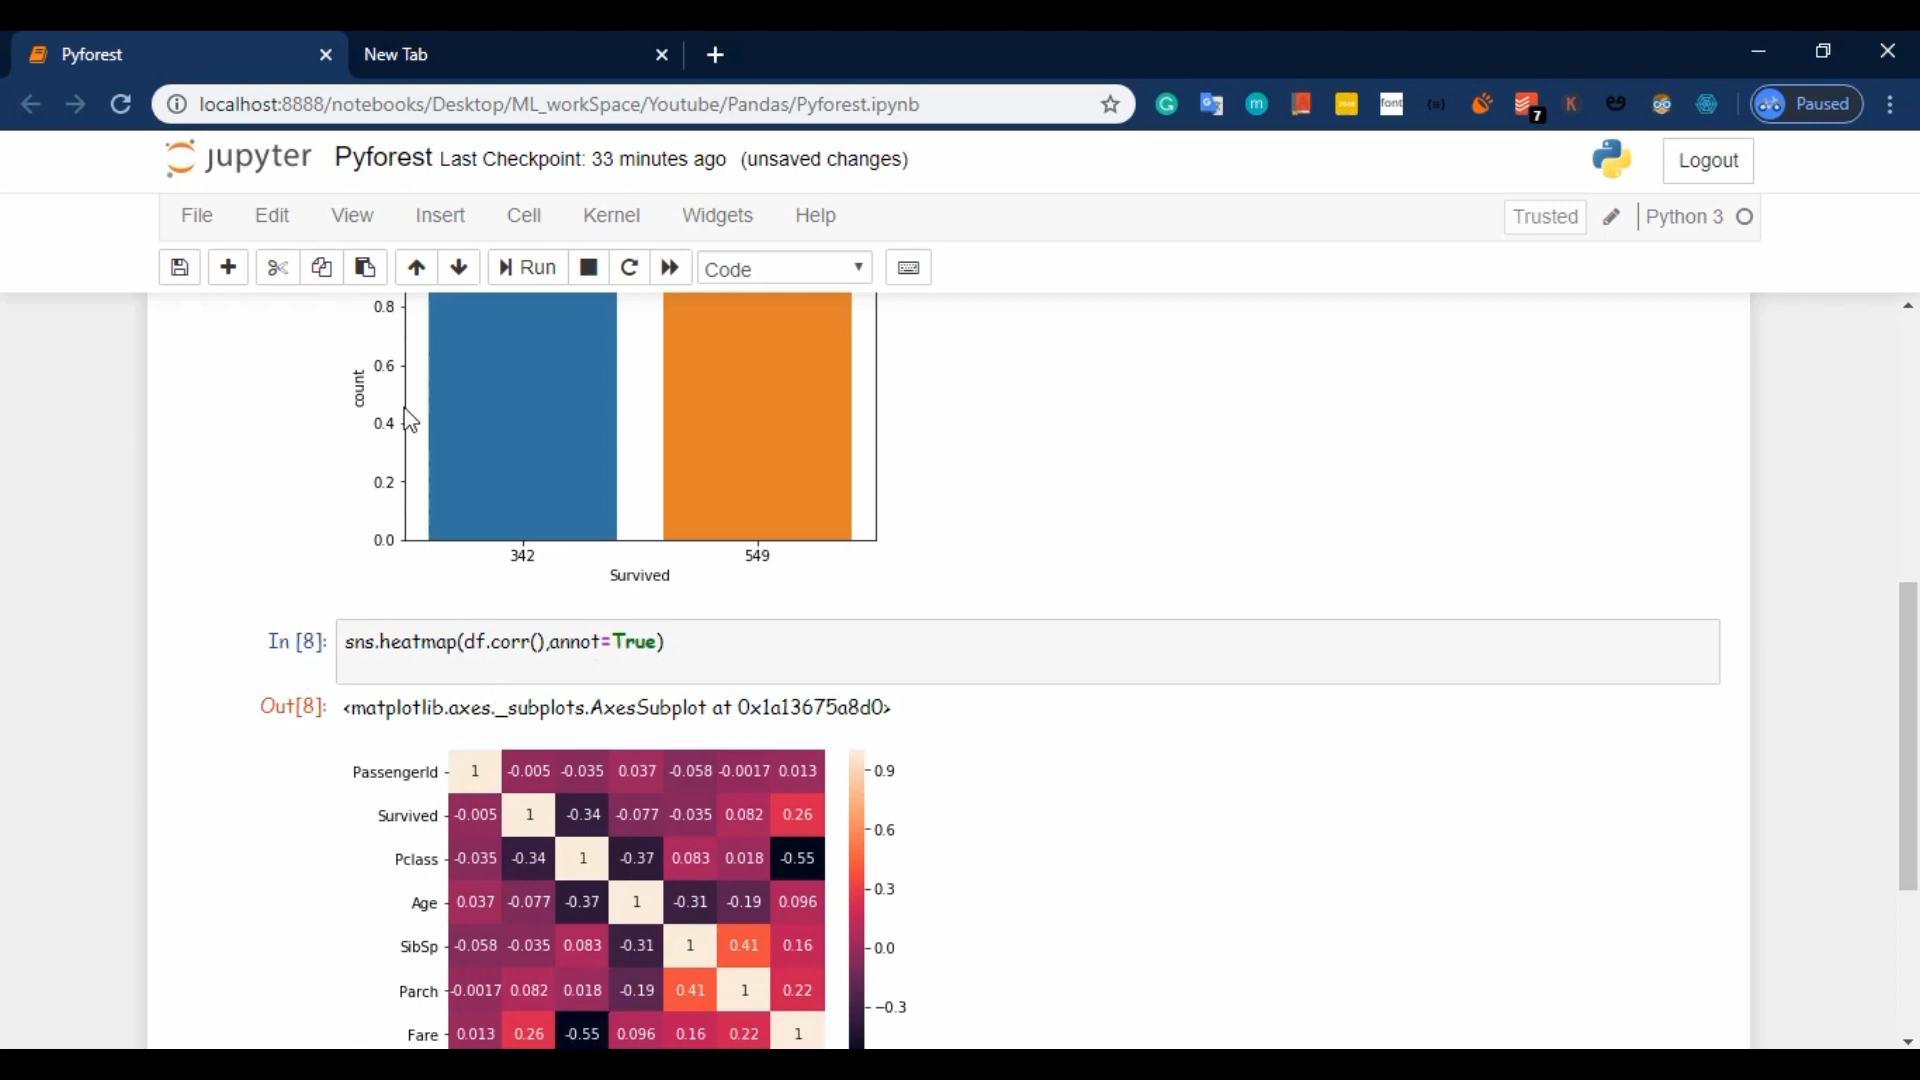 Pyforest
New Tab
localhost:8888/notebooks/Desktop/ML_workSpace/Youtube/Pandas/Pyforest.ipynb
font
7
Paused
jupyter Pyforest Last Checkpoint: 33 minutes ago (unsaved changes)
Logout
File Edit View Insert Cell Kernel Widgets Help
Trusted Python 3
Run Code
0.8
0.6
count
0.4
0.2
0.0
342 549
Survived
In [8]: sns.heatmap(df.corr(),annot=True)
Out[8]: <matplotlib.axes._subplots.AxesSubplot at 0x1a13675a8d0>
PassengerId 1 -0.005 -0.035 0.037 -0.058 -0.0017 0.013
Survived -0.005 1 -0.34 -0.077 -0.035 0.082 0.26
Pclass -0.035 -0.34 1 -0.37 0.083 0.018 -0.55
Age 0.037 -0.077 -0.37 1 -0.31 -0.19 0.096
SibSp -0.058 -0.035 0.083 -0.31 1 0.41 0.16
Parch -0.0017 0.082 0.018 -0.19 0.41 1 0.22
Fare 0.013 0.26 -0.55 0.096 0.16 0.22 1
0.9
0.6
0.3
0.0
−0.3